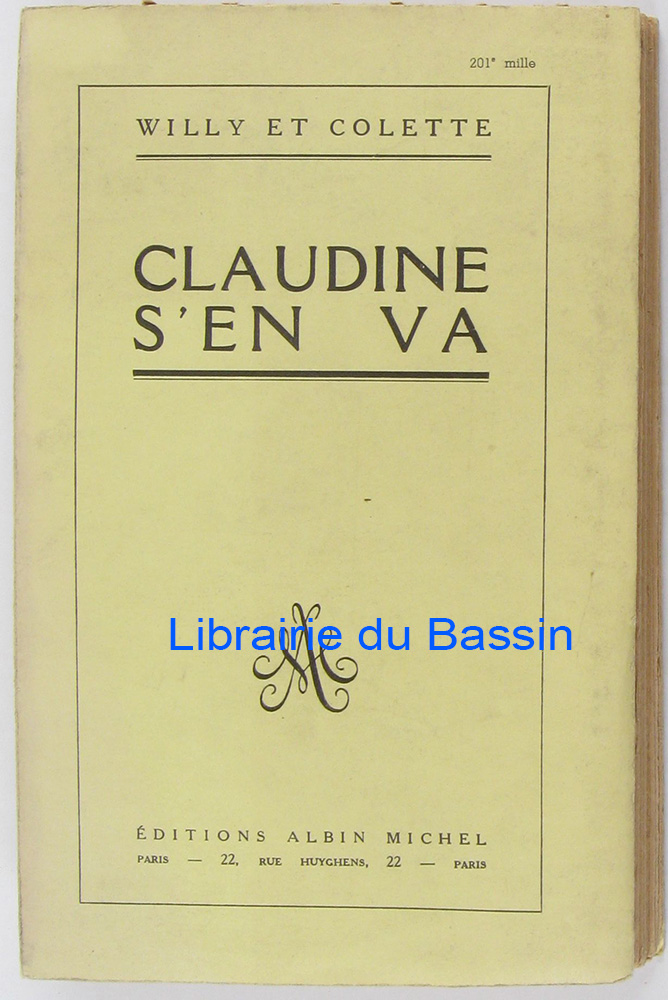 201e mille
WILLY ET COLETTE
CLAUDINE
S'EN VA
Librairie du Bassin
ÉDITIONS ALBIN MICHEL
PARIS — 22, RUE HUYGHENS, 22 — PARIS